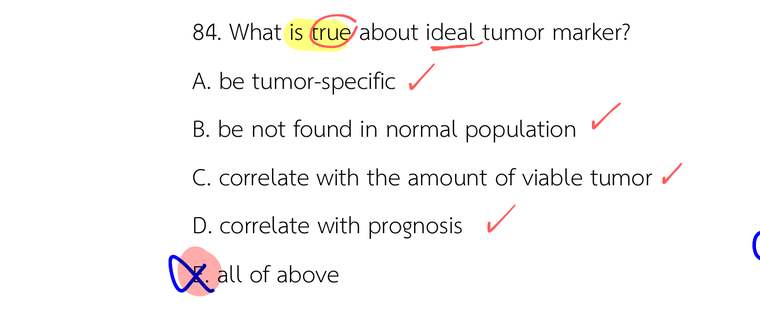 84. What is true about ideal tumor marker?
A. be tumor-specific
B. be not found in normal population
C. correlate with the amount of viable tumor
D. correlate with prognosis
E. all of above